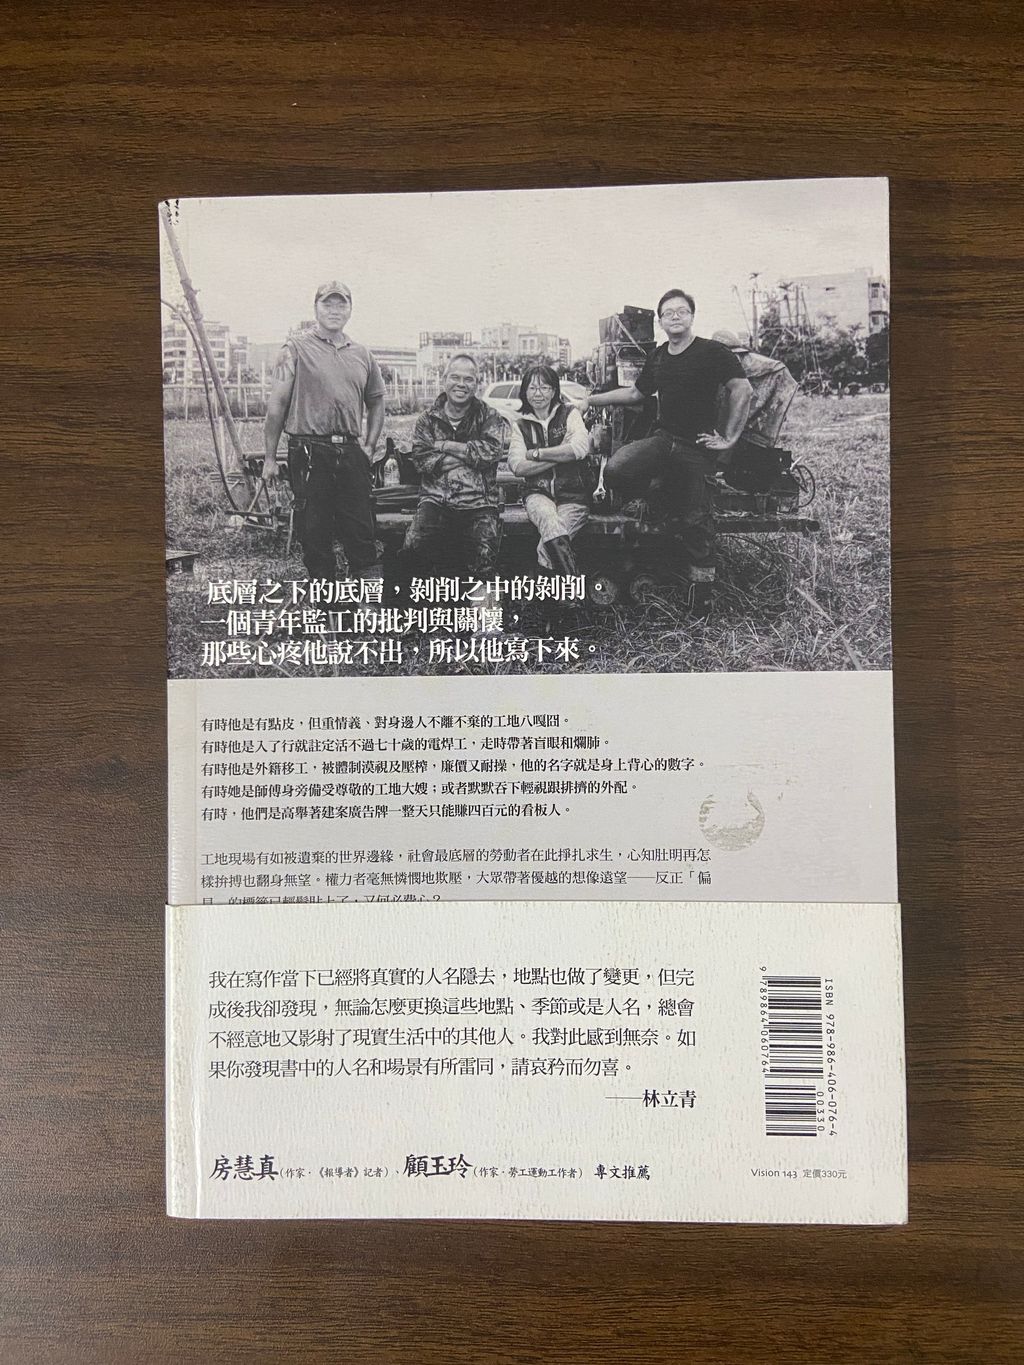 底層之下的底層，剝削之中的剝削。
一個青年監工的批判與關懷，
那些心疼他說不出，所以他寫下來。
有時他是有點皮，但重情義、對身邊人不離不棄的工地八嘎囧。
有時他是入了行就註定活不過七十歲的電焊工，走時帶著盲眼和爛肺。
有時他是外籍移工，被體制漠視及壓榨，廉價又耐操，他的名字就是身上背心的數字。
有時她是師傅身旁備受尊敬的工地大嫂；或者默默吞下輕視跟排擠的外配。
有時，他們是高舉著建案廣告牌一整天只能賺四百元的看板人。
工地現場有如被遺棄的世界邊緣，社會最底層的勞動者在此掙扎求生，心知肚明再怎
樣拚搏也翻身無望。權力者毫無憐憫地欺壓，大眾帶著優越的想像遠望——反正「偏
見」的標籤已輕鬆貼上了，又何必費心？
我在寫作當下已經將真實的人名隱去，地點也做了變更，但完
成後我卻發現，無論怎麼更換這些地點、季節或是人名，總會
不經意地又影射了現實生活中的其他人。我對此感到無奈。如
果你發現書中的人名和場景有所雷同，請哀矜而勿喜。
——林立青
房慧真（作家·《報導者》記者）、顧玉玲（作家·勞工運動工作者） 專文推薦
ISBN 978-986-406-076-4
9 789864 060764
00330
Vision 143 定價330元